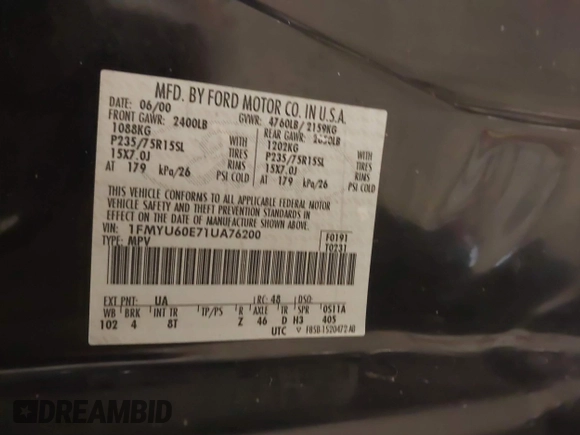 MFD. BY FORD MOTOR CO. IN U.S.A.
DATE: 06/00 GVWR: 4760LB/ 2159KG
FRONT GAWR: 2400LB REAR GAWR:
1088KG WITH 1202KG WITH
P235/75R15SL TIRES P235/75R15SL TIRES
15X7.0J RIMS 15X7.0J RIMS
AT 179 kPa/26 PSI COLD AT 179 kPa/26 PSI COLD
THIS VEHICLE CONFORMS TO ALL APPLICABLE FEDERAL MOTOR
VEHICLE SAFETY AND THEFT PREVENTION STANDARDS IN
EFFECT ON THE DATE OF MANUFACTURE SHOWN ABOVE.
VIN: 1FMYU60E71UA76200 F0191
TYPE: MPV T0231
EXT PNT: UA RC: 48 DSO:
WB BRK INT TR TP/PS R AXLE TR SPR 0S11A
102 4 8T Z 46 D H3 405
UTC
DREAMBID